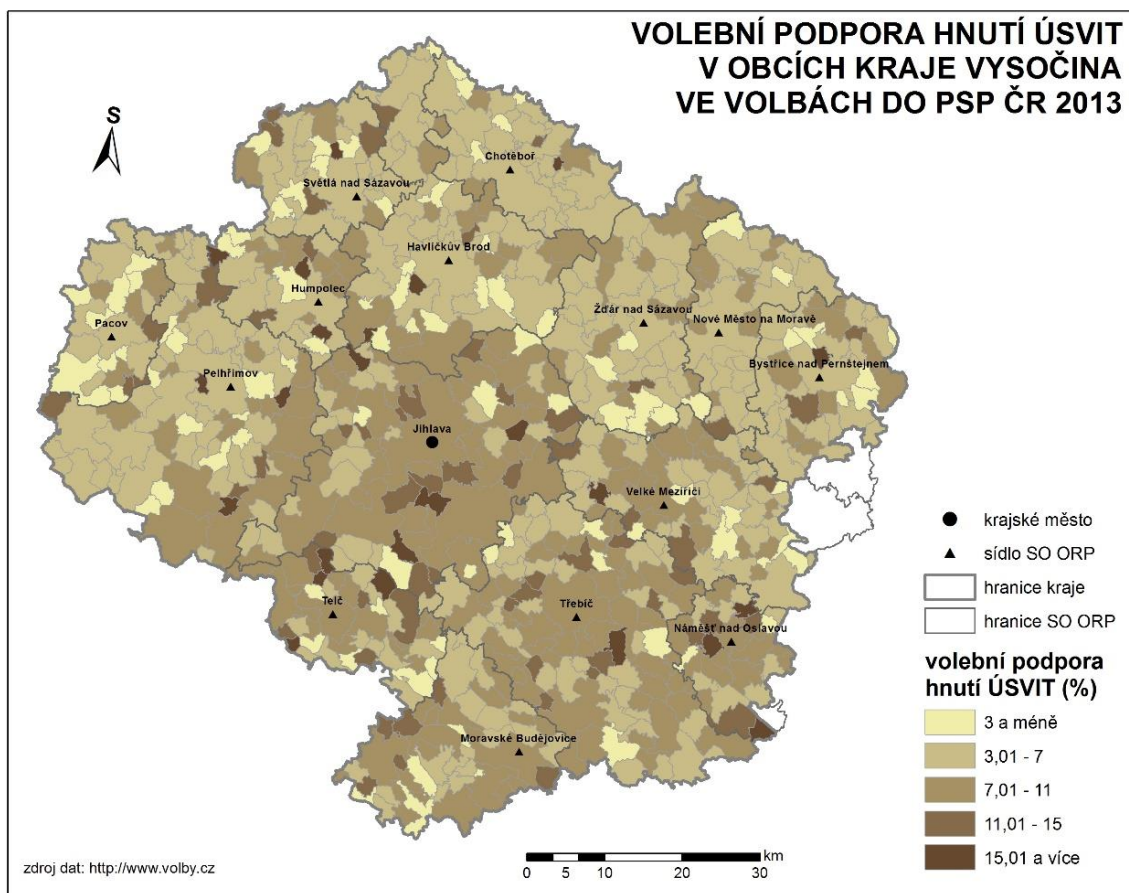 VOLEBNÍ PODPORA HNUTÍ ÚSVIT
V OBCÍCH KRAJE VYSOČINA
VE VOLBÁCH DO PSP ČR 2013
S
Chotěboř
Světlá nad Sázavou
Havlíčkův Brod
Humpolec
Pacov
Žďár nad Sázavou
Nové Město na Moravě
Bystřice nad Pernštejnem
Pelhřimov
Jihlava
Velké Meziříčí
Telč
Třebíč
Náměšť nad Oslavou
Moravské Budějovice
krajské město
sídlo SO ORP
hranice kraje
hranice SO ORP
volební podpora
hnutí ÚSVIT (%)
3 a méně
3,01 - 7
7,01 - 11
11,01 - 15
15,01 a více
km
0 5 10 20 30
zdroj dat: http://www.volby.cz